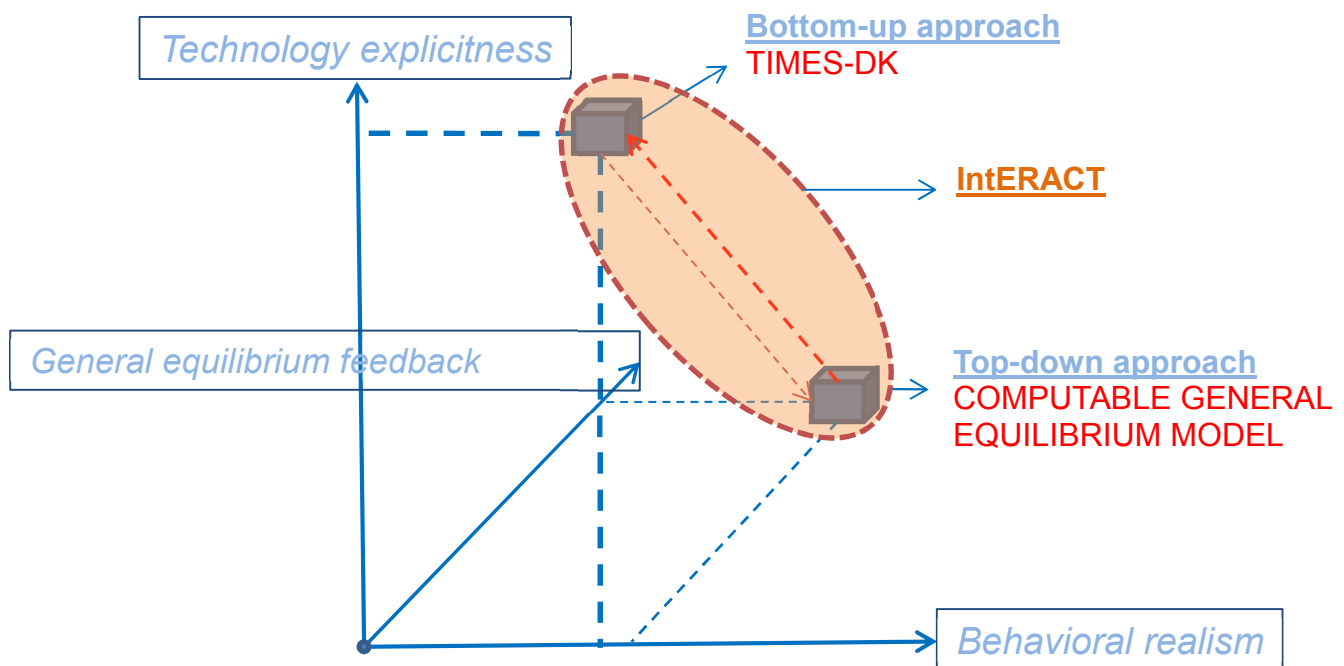 Technology explicitness
Bottom-up approach
TIMES-DK
IntERACT
General equilibrium feedback
Top-down approach
COMPUTABLE GENERAL
EQUILIBRIUM MODEL
Behavioral realism